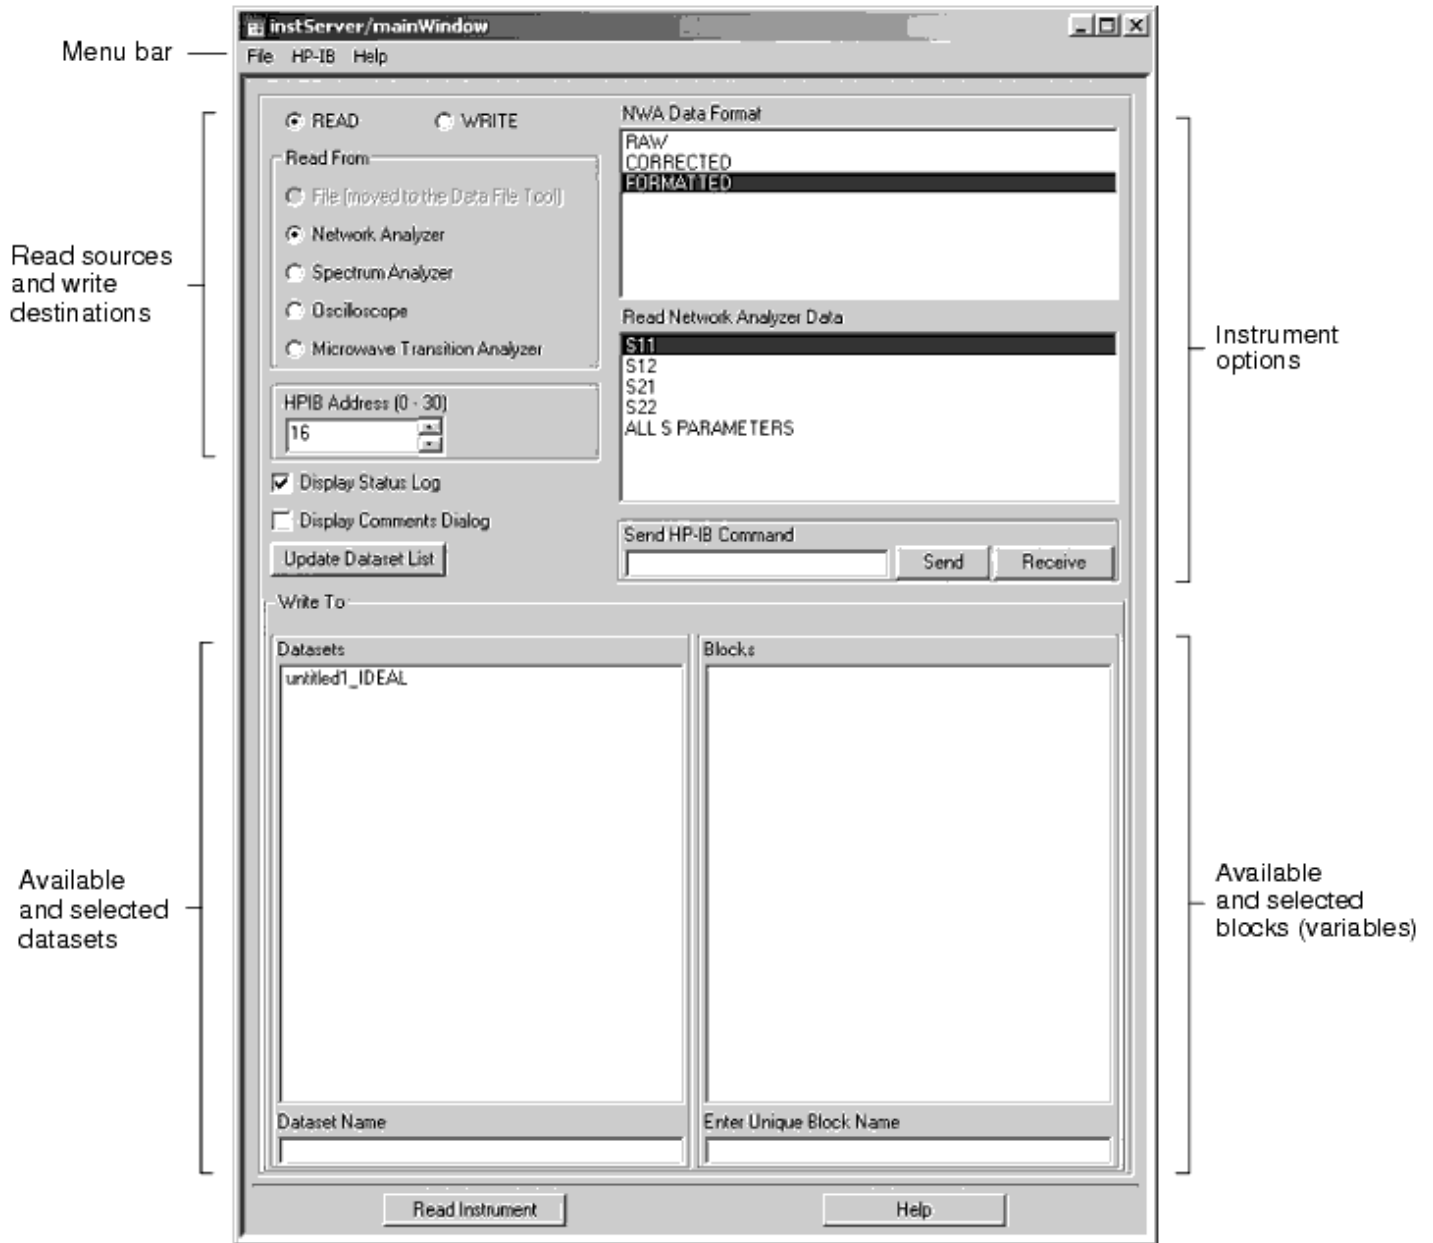 instServer/mainWindow
Menu bar
File HP-IB Help
READ WRITE
Read From
File (moved to the Data File Tool)
Network Analyzer
Spectrum Analyzer
Oscilloscope
Microwave Transition Analyzer
HPIB Address (0 - 30)
16
Display Status Log
Display Comments Dialog
Update Dataset List
Read sources
and write
destinations
NWA Data Format
RAW
CORRECTED
FORMATTED
Read Network Analyzer Data
S11
S12
S21
S22
ALL S PARAMETERS
Send HP-IB Command
Send Receive
Instrument
options
Write To
Datasets
untitled1_IDEAL
Dataset Name
Available
and selected
datasets
Blocks
Enter Unique Block Name
Available
and selected
blocks (variables)
Read Instrument Help